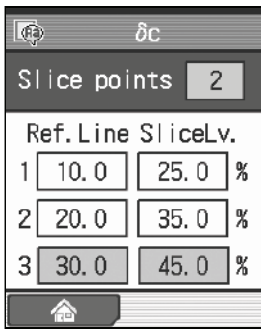 Ra δc
Slice points 2
Ref.Line SliceLv.
1 10.0 25.0 %
2 20.0 35.0 %
3 30.0 45.0 %